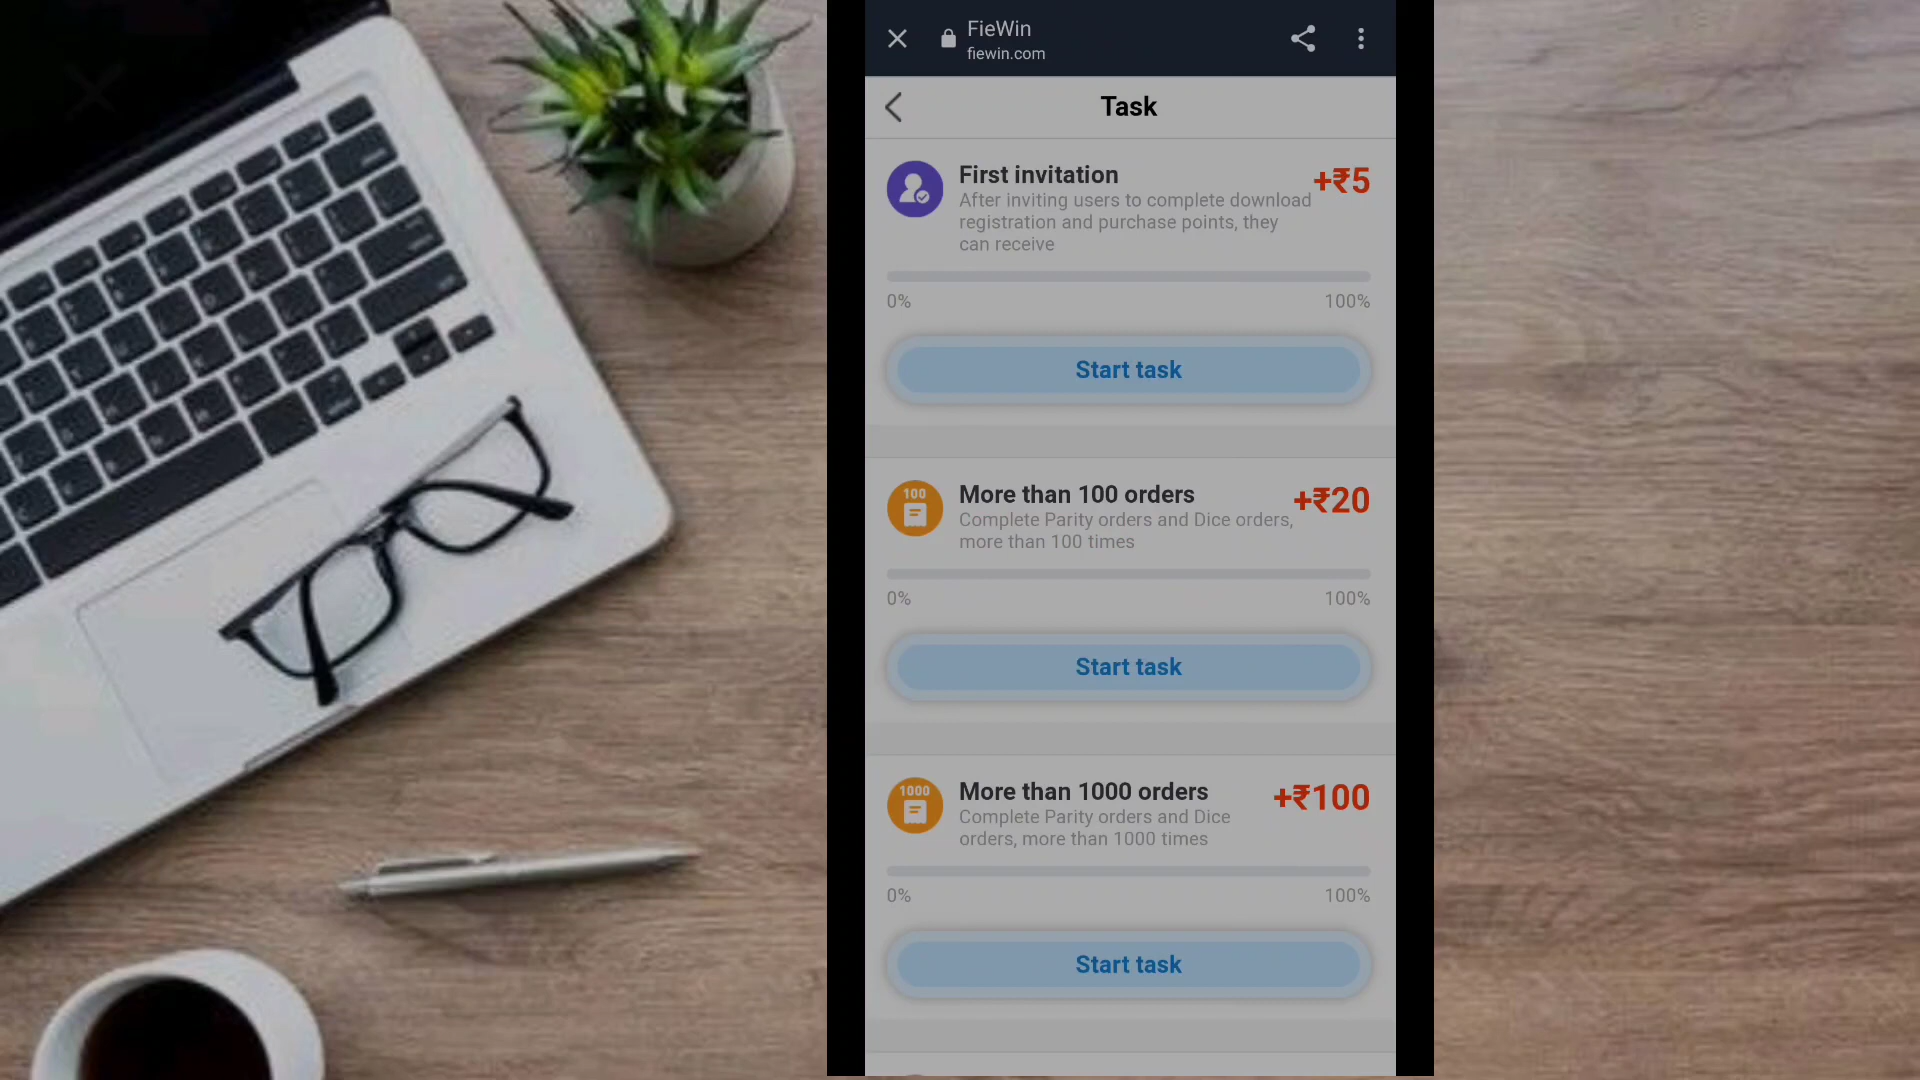 FieWin
fiewin.com
Task
First invitation
+₹5
After inviting users to complete download
registration and purchase points, they
can receive
0%
100%
Start task
100
More than 100 orders
+₹20
Complete Parity orders and Dice orders,
more than 100 times
0%
100%
Start task
1000
More than 1000 orders
+₹100
Complete Parity orders and Dice
orders, more than 1000 times
0%
100%
Start task